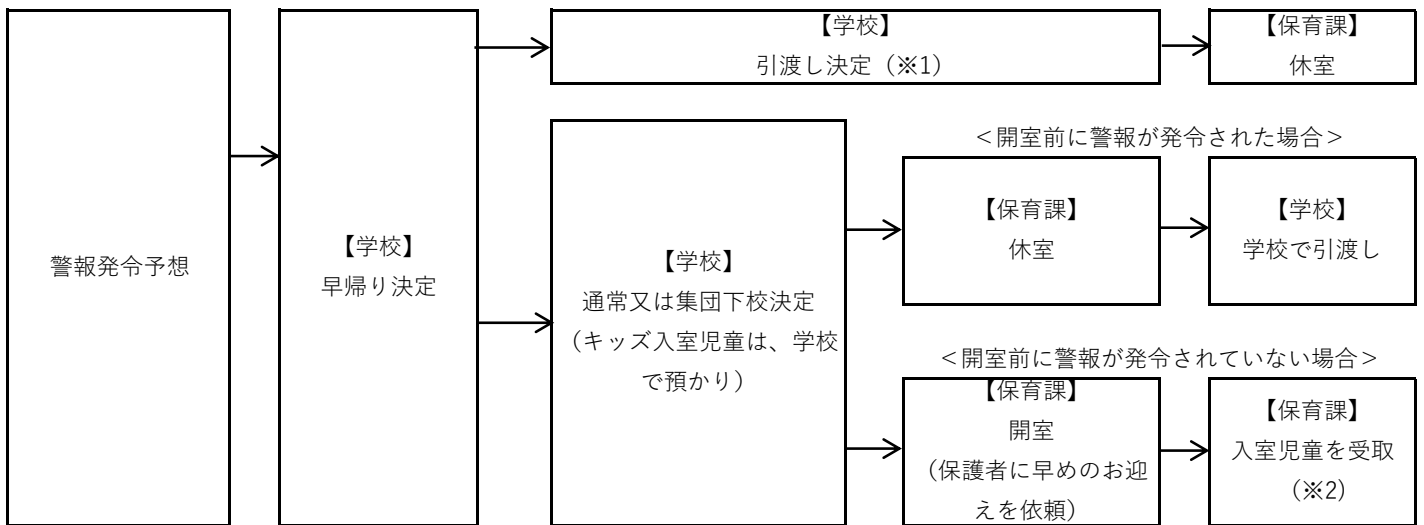 警報発令予想
【学校】
早帰り決定
【学校】
引渡し決定（※1）
【保育課】
休室
【学校】
通常又は集団下校決定
（キッズ入室児童は、学校
で預かり）
＜開室前に警報が発令された場合＞
【保育課】
休室
【学校】
学校で引渡し
＜開室前に警報が発令されていない場合＞
【保育課】
開室
（保護者に早めのお迎
えを依頼）
【保育課】
入室児童を受取
（※2）